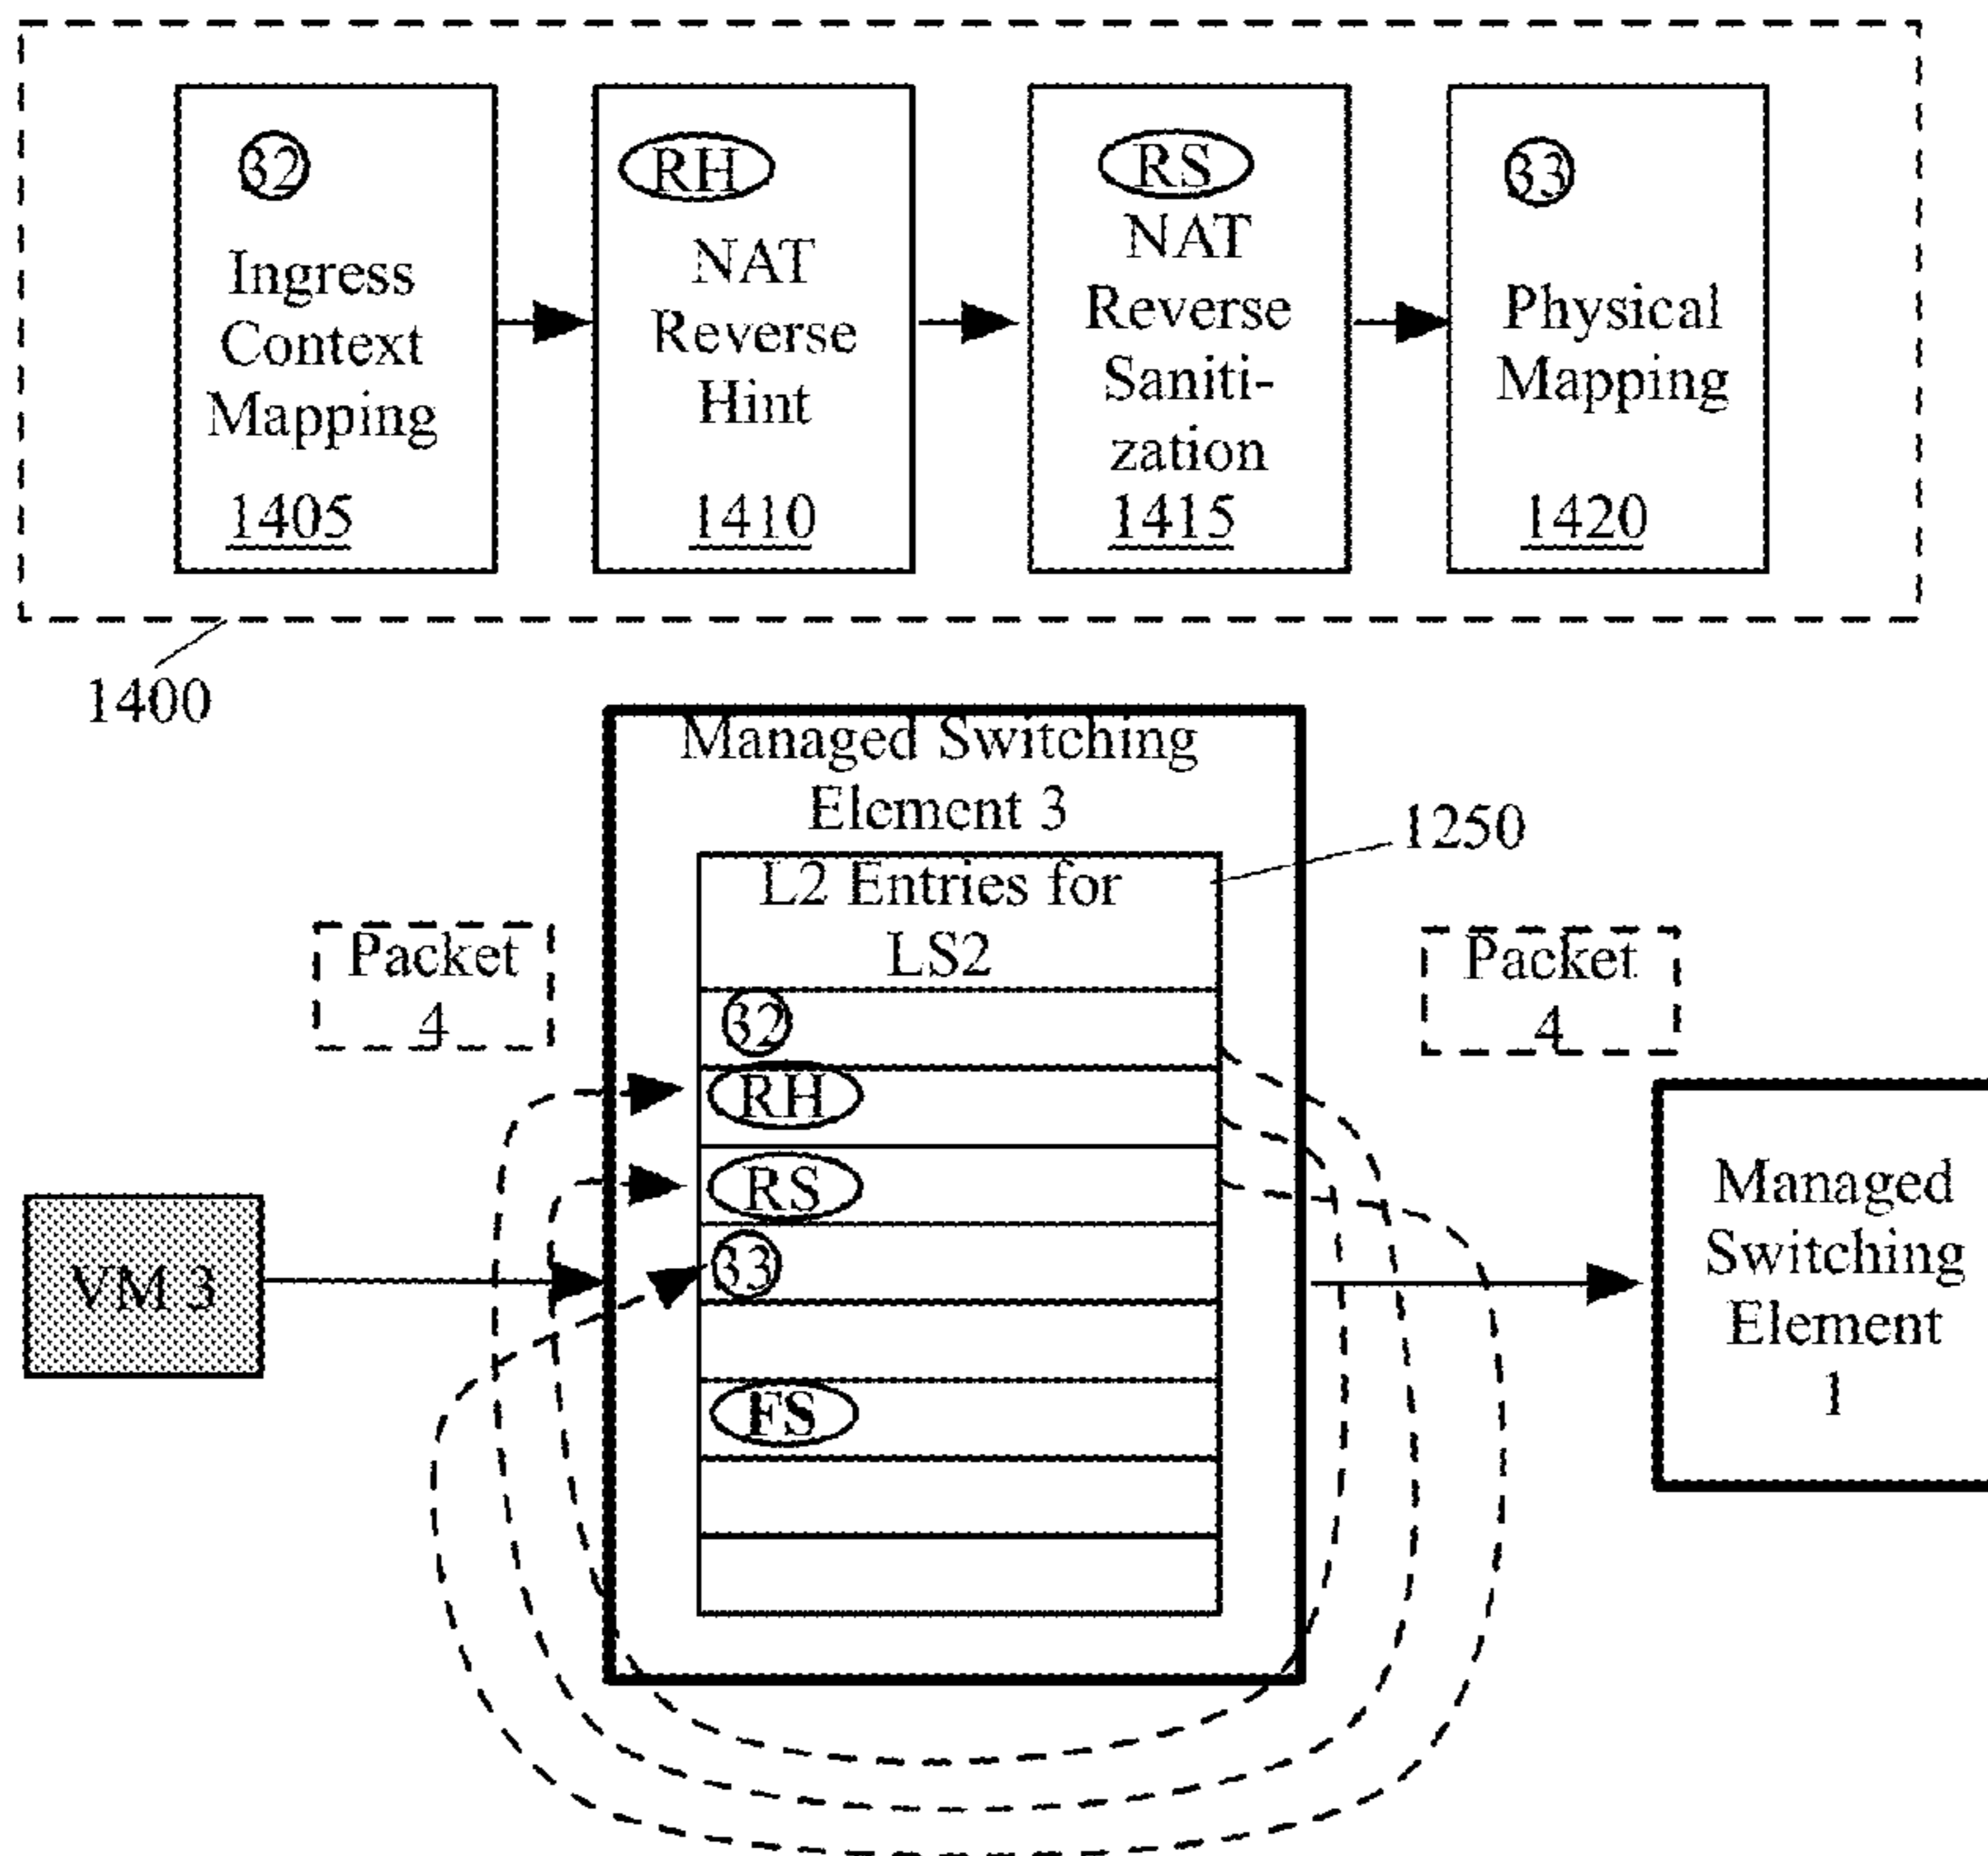 32
Ingress
Context
Mapping
1405
RH
NAT
Reverse
Hint
1410
RS
NAT
Reverse
Saniti-
zation
1415
33
Physical
Mapping
1420
1400
Managed Switching
Element 3
1250
L2 Entries for
LS2
Packet
4
Packet
4
32
RH
RS
33
FS
VM 3
Managed
Switching
Element
1